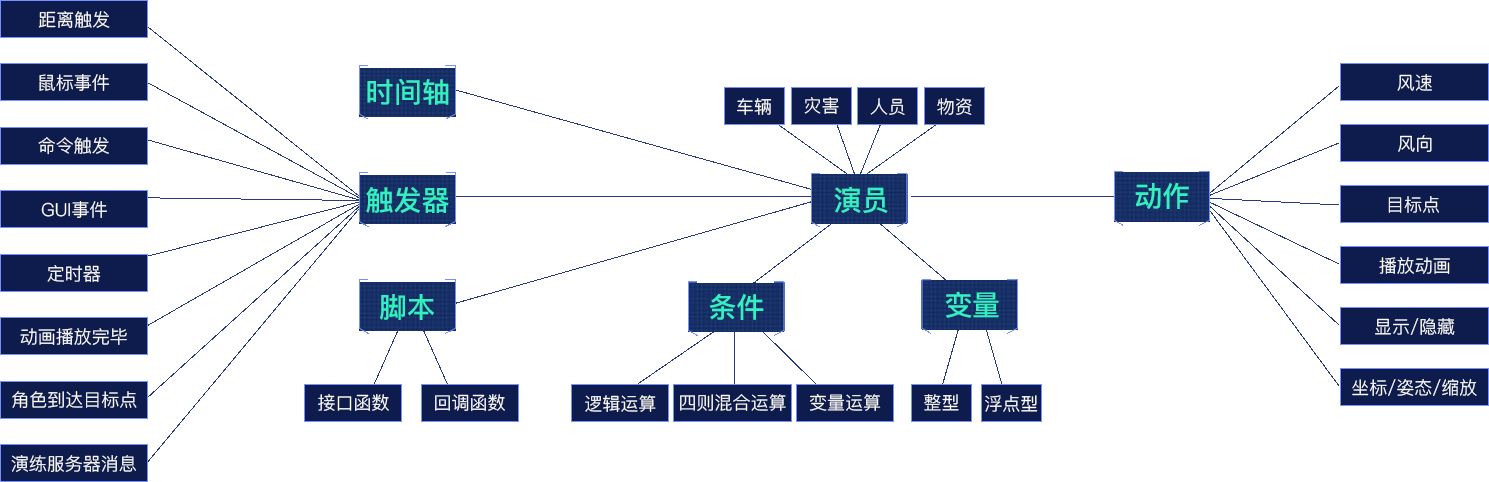 距离触发
鼠标事件
命令触发
GUI事件
定时器
动画播放完毕
角色到达目标点
演练服务器消息
时间轴
触发器
脚本
接口函数
回调函数
车辆
灾害
人员
物资
演员
条件
变量
逻辑运算
四则混合运算
变量运算
整型
浮点型
动作
风速
风向
目标点
播放动画
显示/隐藏
坐标/姿态/缩放